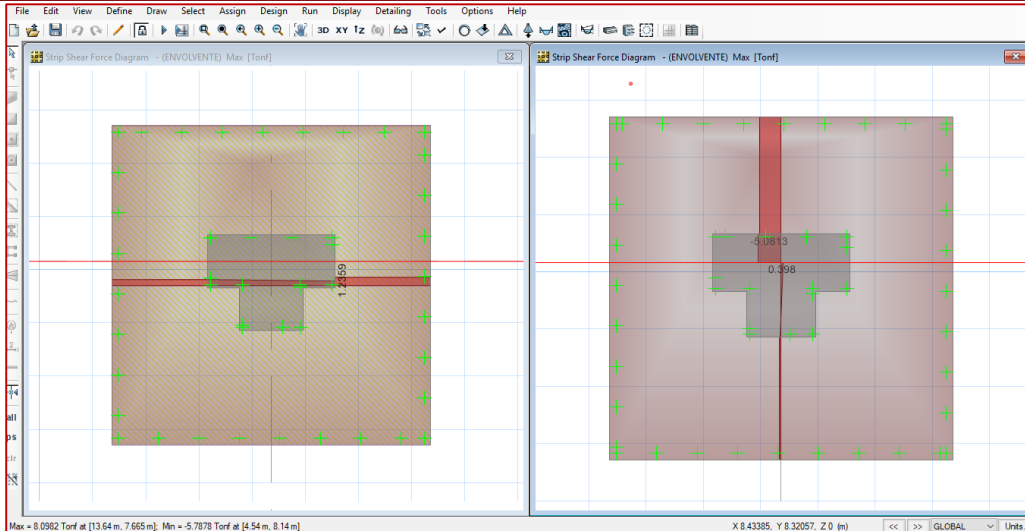 File Edit View Define Draw Select Assign Design Run Display Detailing Tools Options Help
3D XY
Strip Shear Force Diagram - (ENVOLVENTE) Max [Tonf]
Strip Shear Force Diagram - (ENVOLVENTE) Max [Tonf]
1.2359
-5.0813
0.398
all
ps
clr
Max = 8.0982 Tonf at [13.64 m, 7.665 m]; Min = -5.7878 Tonf at [4.54 m, 8.14 m]
X 8.43385, Y 8.32057, Z 0 (m)
<< >> GLOBAL Units...